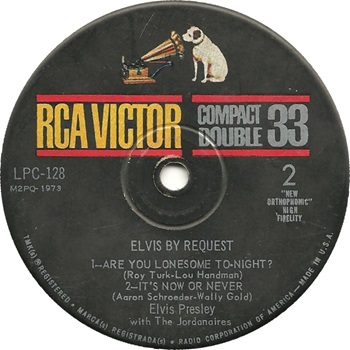 RCA VICTOR
COMPACT
DOUBLE 33
LPC-128
M2PQ-1973
2
"NEW
ORTHOPHONIC"
HIGH
FIDELITY
ELVIS BY REQUEST
1—ARE YOU LONESOME TO-NIGHT?
(Roy Turk-Lou Handman)
2—IT'S NOW OR NEVER
(Aaron Schroeder-Wally Gold)
Elvis Presley
with The Jordanaires
TMK(s) ® REGISTERED • MARCA(s) REGISTRADA(s) • RADIO CORPORATION OF AMERICA — MADE IN U.S.A.